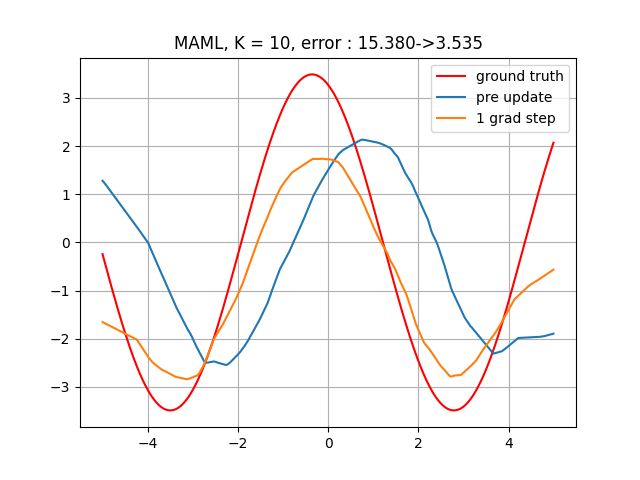 MAML, K = 10, error : 15.380->3.535
ground truth
pre update
1 grad step
3
2
1
0
−1
−2
−3
−4 −2 0 2 4